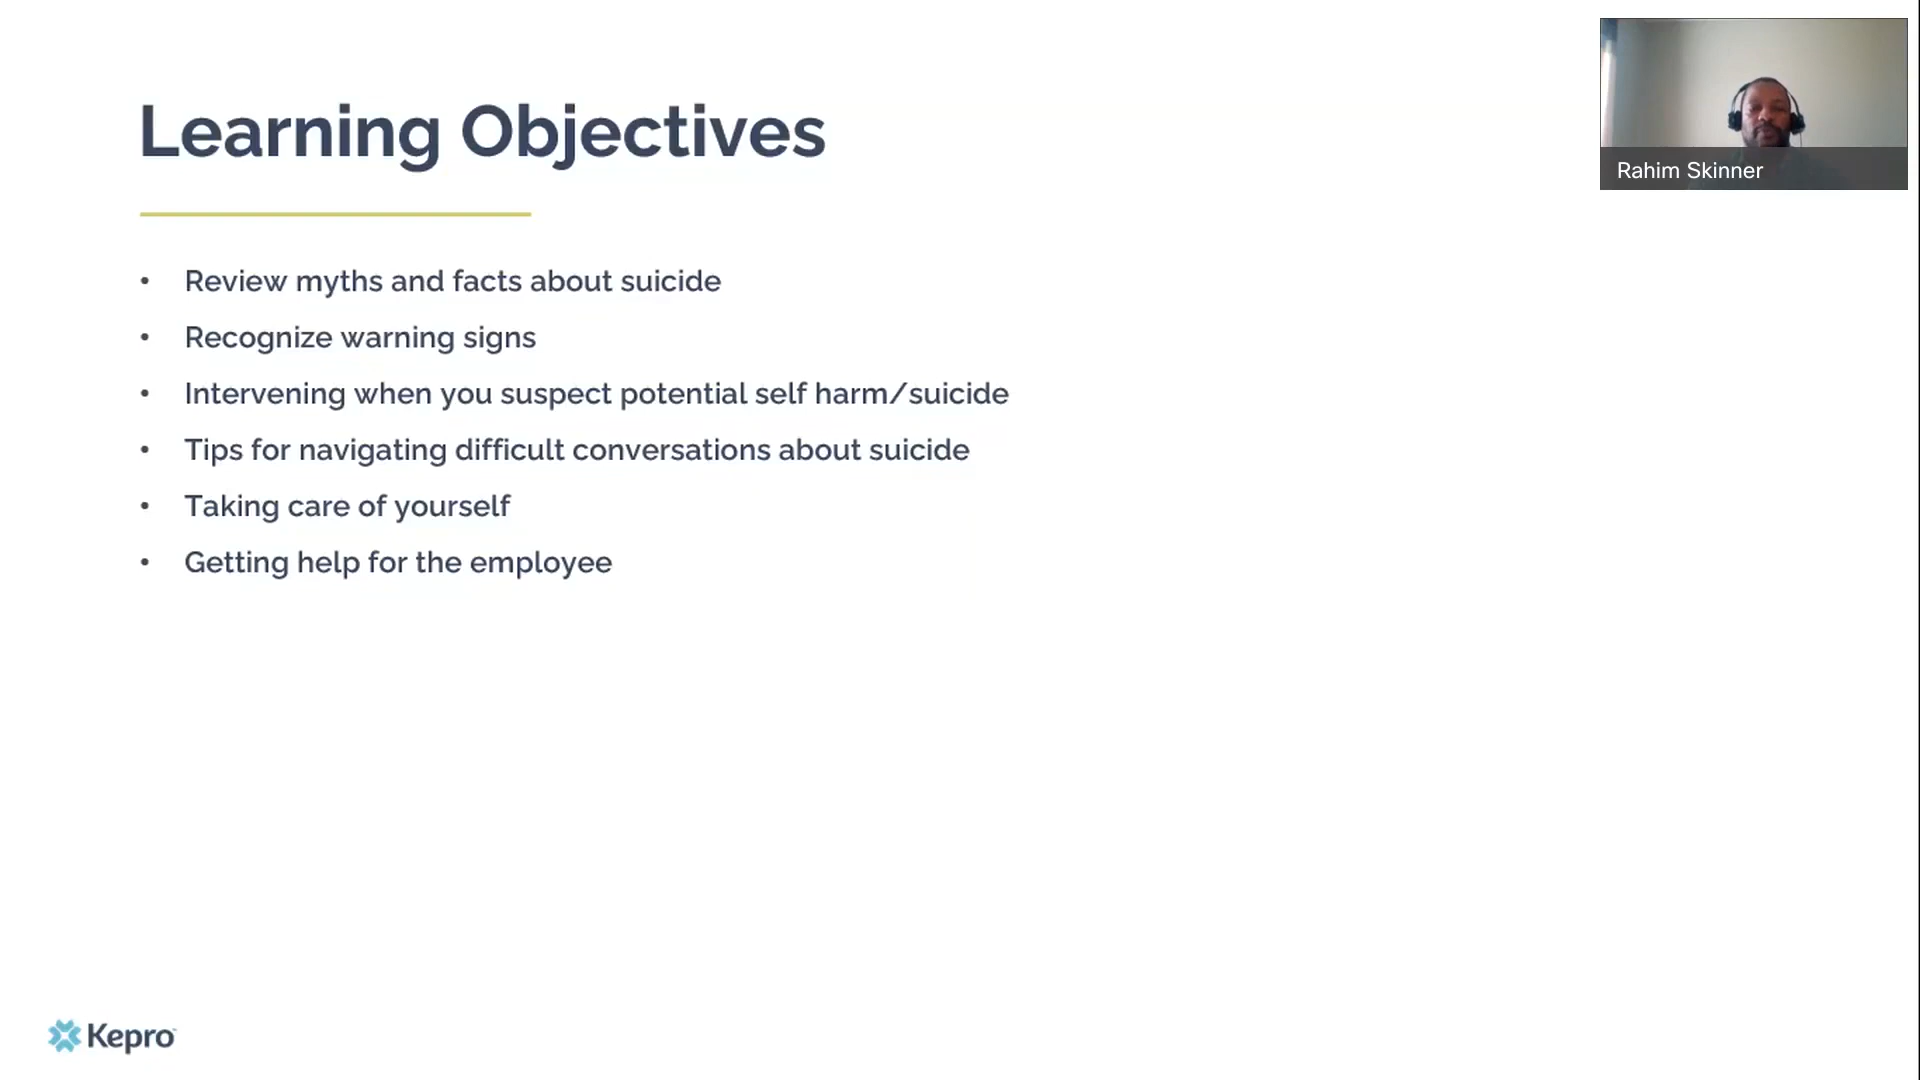 Learning Objectives
Rahim Skinner
• Review myths and facts about suicide
• Recognize warning signs
• Intervening when you suspect potential self harm/suicide
• Tips for navigating difficult conversations about suicide
• Taking care of yourself
• Getting help for the employee
Kepro